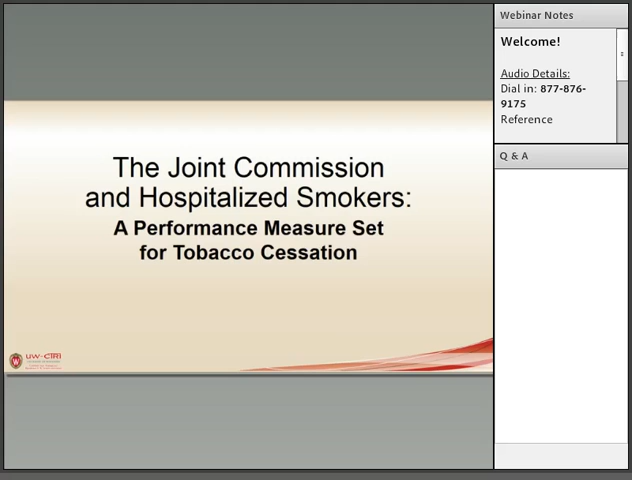 Webinar Notes
Welcome!
Audio Details:
Dial in: 877-876-
9175
Reference
Q & A
The Joint Commission
and Hospitalized Smokers:
A Performance Measure Set
for Tobacco Cessation
UW-CTRI